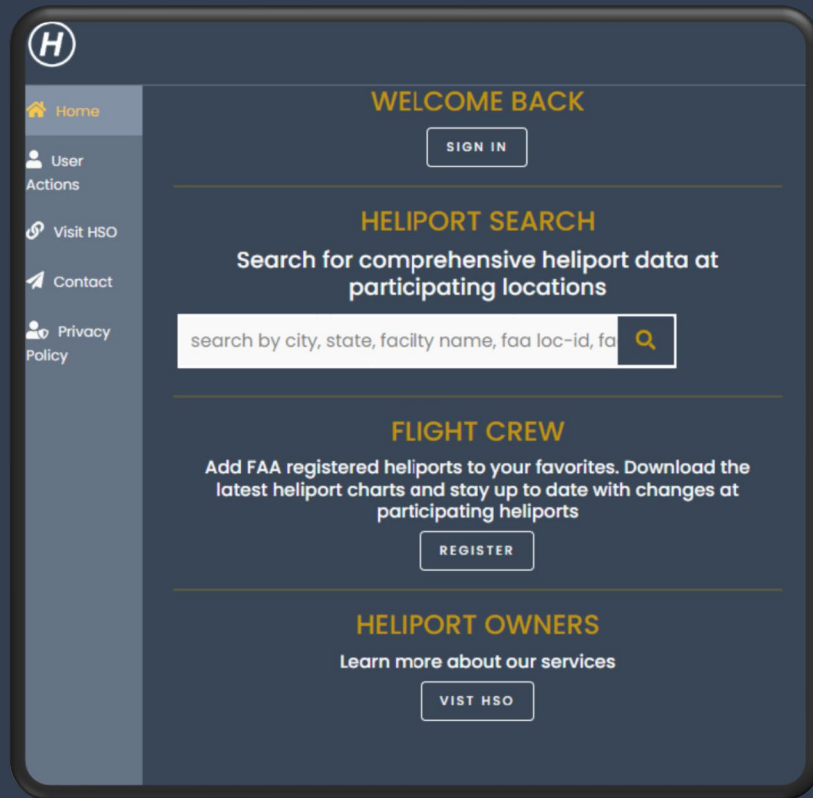 H
Home
User
Actions
Visit HSO
Contact
Privacy
Policy
WELCOME BACK
SIGN IN
HELIPORT SEARCH
Search for comprehensive heliport data at
participating locations
search by city, state, facilty name, faa loc-id, fa
FLIGHT CREW
Add FAA registered heliports to your favorites. Download the
latest heliport charts and stay up to date with changes at
participating heliports
REGISTER
HELIPORT OWNERS
Learn more about our services
VIST HSO